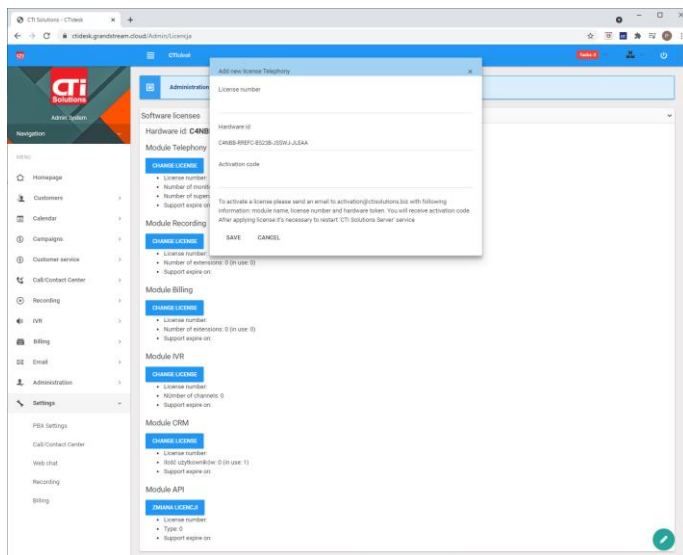 CTI Solutions - CTIdesk
ctidesk.grandstream.cloud/Admin/Licencja
CTIdesk
Tasks 0
CTi
Solutions
Admin System
Navigation
MENU
Homepage
Customers
Calendar
Campaigns
Customer service
Call/Contact Center
Recording
IVR
Billing
Email
Administration
Settings
PBX Settings
Call/Contact Center
Web chat
Recording
Billing
Administration
Software licenses
Hardware id: C4NBB
Module Telephony
CHANGE LICENSE
License number:
Number of monit
Number of super
Support expire on:
Module Recording
CHANGE LICENSE
License number:
Number of extensions: 0 (in use: 0)
Support expire on:
Module Billing
CHANGE LICENSE
License number:
Number of extensions: 0 (in use: 0)
Support expire on:
Module IVR
CHANGE LICENSE
License number:
Number of channels: 0
Support expire on:
Module CRM
CHANGE LICENSE
License number:
Ilość użytkowników: 0 (in use: 1)
Support expire on:
Module API
ZMIANA LICENCJI
License number:
Type: 0
Support expire on:
Add new license Telephony
License number
Hardware id
Activation code
To activate a license please send an email to activation@ctisolutions.biz with following
information: module name, license number and hardware token. You will receive activation code
After applying license it's necessary to restart 'CTI Solutions Server' service
SAVE CANCEL